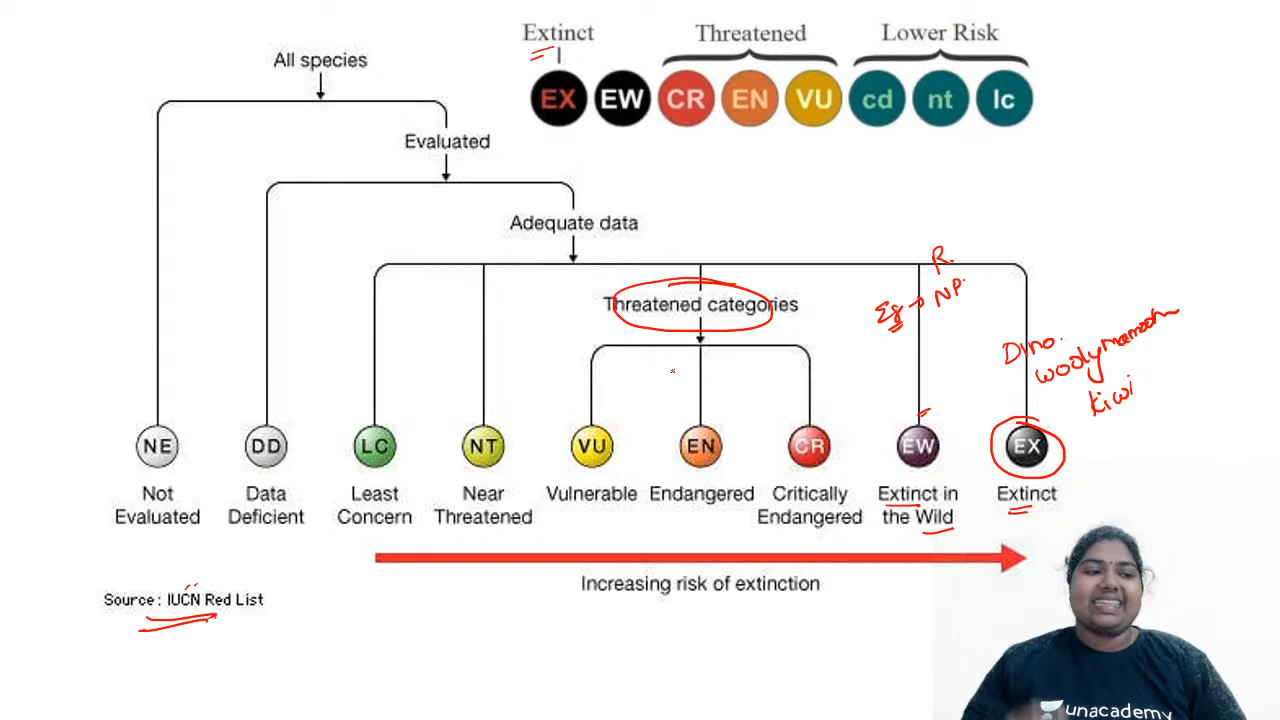 Extinct
Threatened
Lower Risk
EX EW CR EN VU cd nt lc
All species
Evaluated
Adequate data
Threatened categories
R.
Eg → NP.
Dino.
woolymamoth
kiwi
NE DD LC NT VU EN CR EW EX
Not Evaluated
Data Deficient
Least Concern
Near Threatened
Vulnerable
Endangered
Critically Endangered
Extinct in the Wild
Extinct
Increasing risk of extinction
Source: IUCN Red List
unacademy